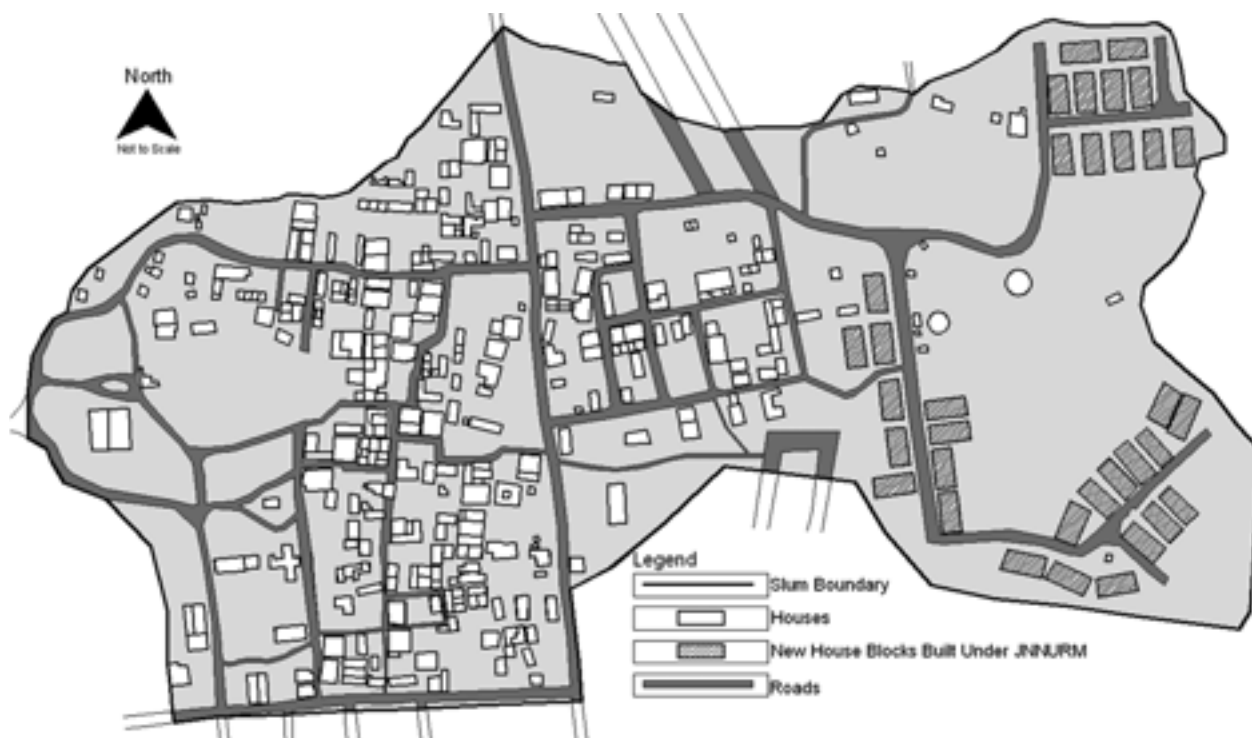 North
Not to Scale
Legend
Slum Boundary
Houses
New House Blocks Built Under JNNURM
Roads